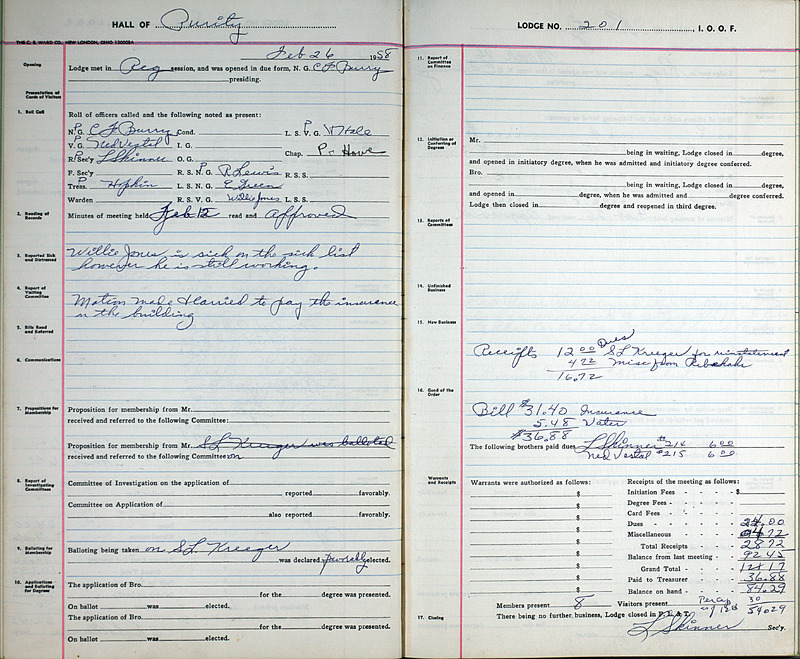 HALL OF Purity
THE C. E. WARD CO., NEW LONDON, OHIO
Feb 26 1958
Opening
Lodge met in Reg session, and was opened in due form, N. G. C F Burry
presiding.
Presentation of Cards of Visitors
1. Roll Call
Roll of officers called and the following noted as present:
P
N. G. C F Burry Cond. L. S. V. G. W Hale
V. G. Ned Vestal I. G. Chap. P. Howe
R. Sec'y L Skinner O. G.
F. Sec'y R. S. N. G. R Lewis R. S. S.
Treas. Hopkin L. S. N. G. E Green
Warden R. S. V. G. Willie Jones L. S. S.
2. Reading of Records
Minutes of meeting held Feb 12 read and approved
3. Reported Sick and Distressed
Willie Jones is sick on the sick list
however he is still working.
4. Report of Visiting Committee
Motion made & carried to pay the insurance
on the building
5. Bills Read and Referred
6. Communications
7. Propositions for Membership
Proposition for membership from Mr.
received and referred to the following Committee:
Proposition for membership from Mr. S L Kreeger was balloted
received and referred to the following Committee: on
8. Report of Investigating Committees
Committee of Investigation on the application of
reported favorably.
Committee on Application of
also reported favorably.
9. Balloting for Membership
Balloting being taken on S L Kreeger
was declared favorably elected.
10. Applications and Balloting for Degrees
The application of Bro.
for the degree was presented.
On ballot was elected.
The application of Bro.
for the degree was presented.
On ballot was elected.
LODGE NO. 201 I. O. O. F.
11. Report of Committee on Finance
12. Initiation or Conferring of Degrees
Mr.
being in waiting, Lodge closed in degree,
and opened in initiatory degree, when he was admitted and initiatory degree conferred.
Bro.
being in waiting, Lodge closed in degree,
and opened in degree, when he was admitted and degree conferred.
Lodge then closed in degree and reopened in third degree.
13. Reports of Committees
14. Unfinished Business
15. New Business
Dues
Receipts 12 00 S L Kreeger for reinstatement
4 72 Misc from Rebekahs
16.72
16. Good of the Order
Bill $31.40 Insurance
5.48 Water
$36.88
The following brothers paid dues L Skinner #214 6 00
Ned Vestal #215 6 00
Warrants and Receipts
Warrants were authorized as follows: Receipts of the meeting as follows:
$ Initiation Fees - - - - $
$ Degree Fees - - - -
$ Card Fees - - -
$ Dues - - - - 24.00
$ Miscellaneous - - - 4 72
$ Total Receipts - - 28 72
$ Balance from last meeting - 92 45
$ Grand Total - - 121 17
$ Paid to Treasurer - - 36.88
$ Balance on hand - - 84.29
Members present 8 Visitors present Per Cap 30
17. Closing
There being no further business, Lodge closed in F. L. & T. 54 029
L Skinner Sec'y.